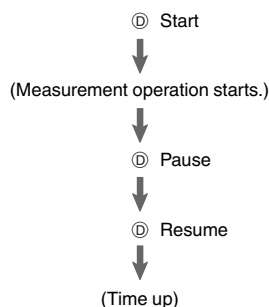 Ⓓ Start
(Measurement operation starts.)
Ⓓ Pause
Ⓓ Resume
(Time up)